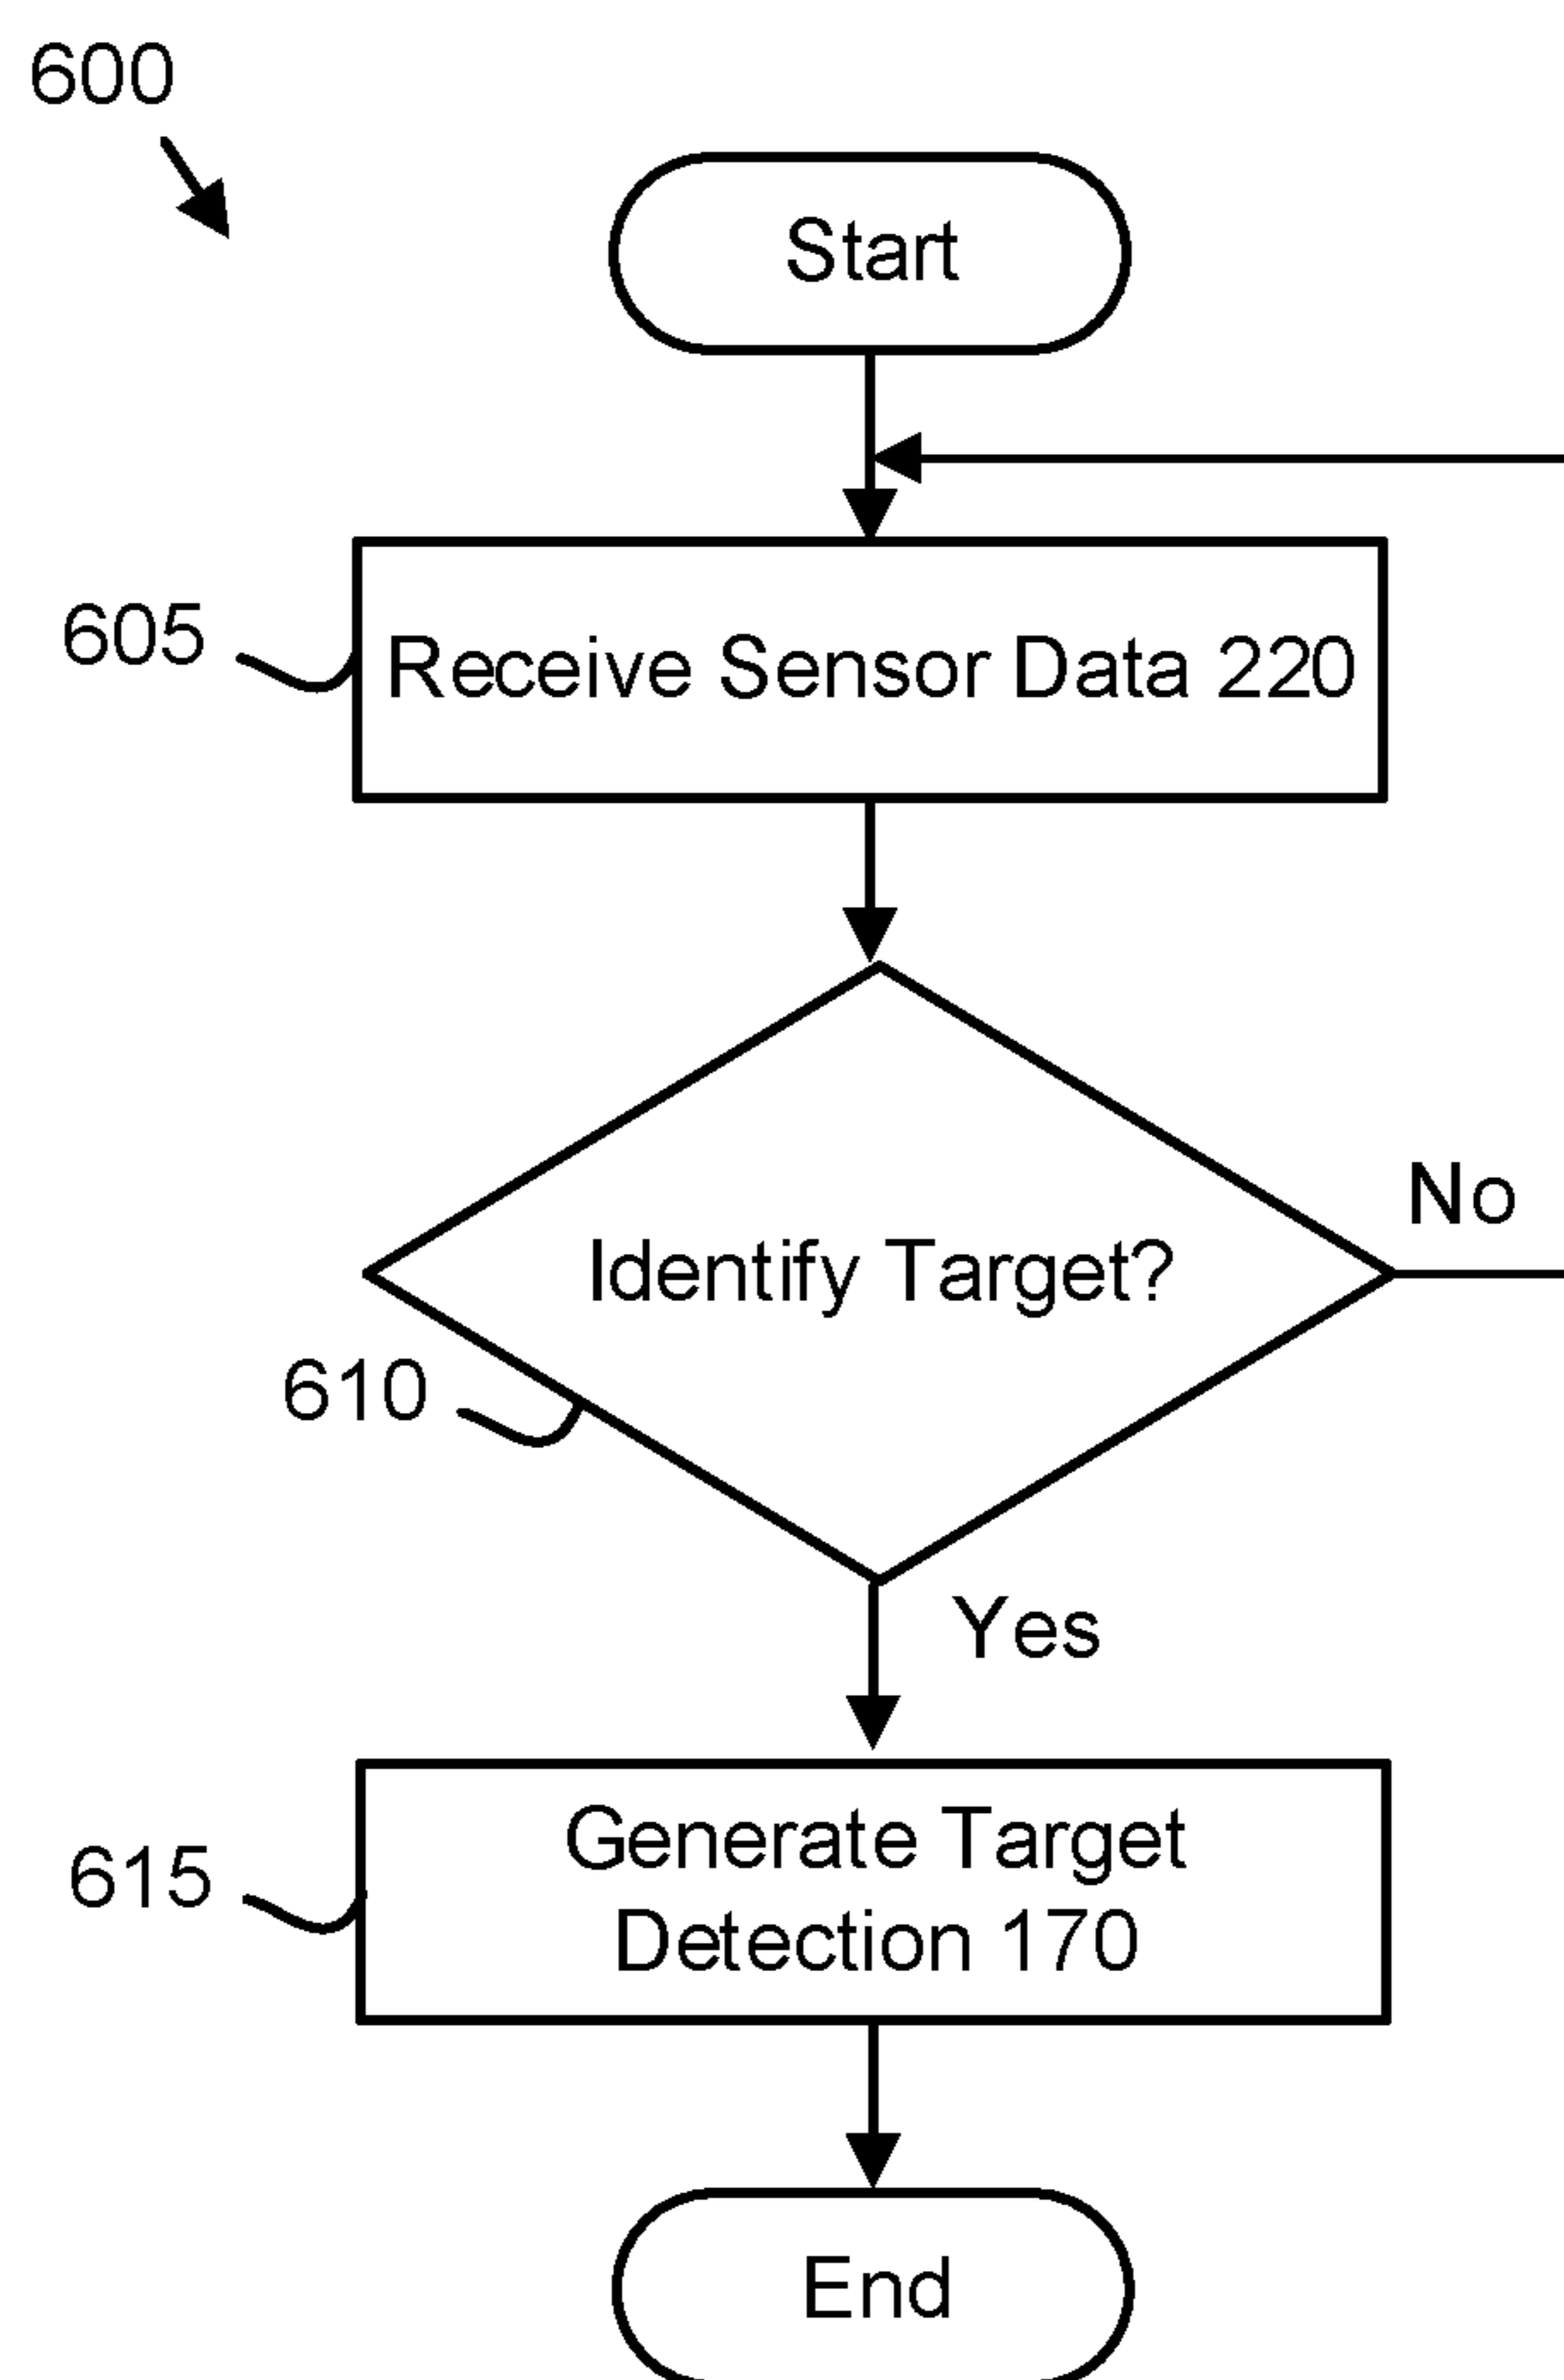 600
Start
605
Receive Sensor Data 220
No
Identify Target?
610
Yes
Generate Target
615
Detection 170
End